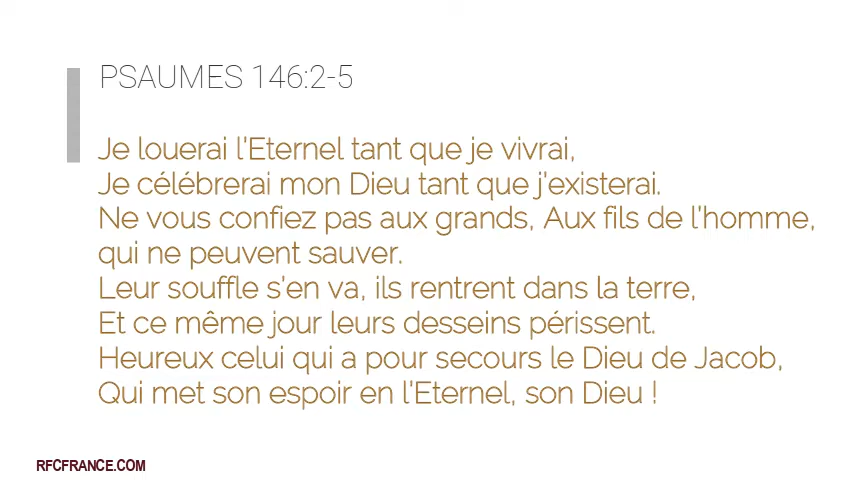 PSAUMES 146:2-5
Je louerai l'Eternel tant que je vivrai,
Je célébrerai mon Dieu tant que j'existerai.
Ne vous confiez pas aux grands, Aux fils de l'homme,
qui ne peuvent sauver.
Leur souffle s'en va, ils rentrent dans la terre,
Et ce même jour leurs desseins périssent.
Heureux celui qui a pour secours le Dieu de Jacob,
Qui met son espoir en l'Eternel, son Dieu !
RFCFRANCE.COM